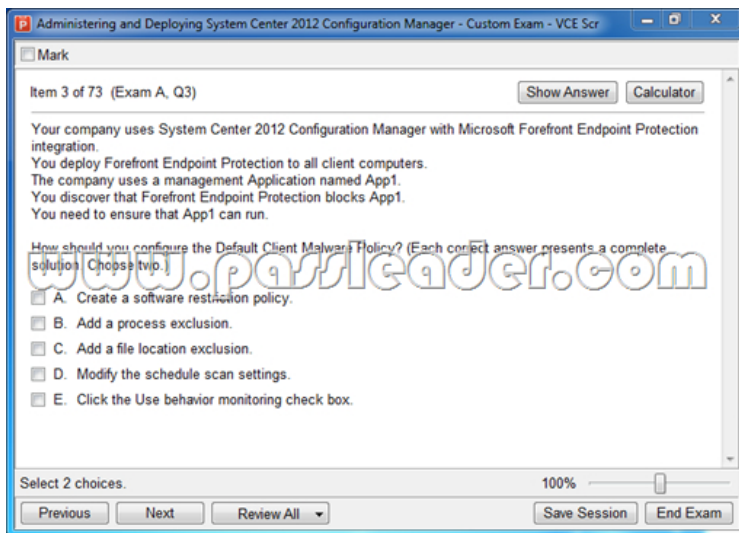 Administering and Deploying System Center 2012 Configuration Manager - Custom Exam - VCE Scr
Mark
Item 3 of 73 (Exam A, Q3)
Show Answer
Calculator
Your company uses System Center 2012 Configuration Manager with Microsoft Forefront Endpoint Protection
integration.
You deploy Forefront Endpoint Protection to all client computers.
The company uses a management Application named App1.
You discover that Forefront Endpoint Protection blocks App1.
You need to ensure that App1 can run.
How should you configure the Default Client Malware Policy? (Each correct answer presents a complete
solution. Choose two.)
www.passleader.com
A. Create a software restriction policy.
B. Add a process exclusion.
C. Add a file location exclusion.
D. Modify the schedule scan settings.
E. Click the Use behavior monitoring check box.
Select 2 choices.
100%
Previous
Next
Review All
Save Session
End Exam